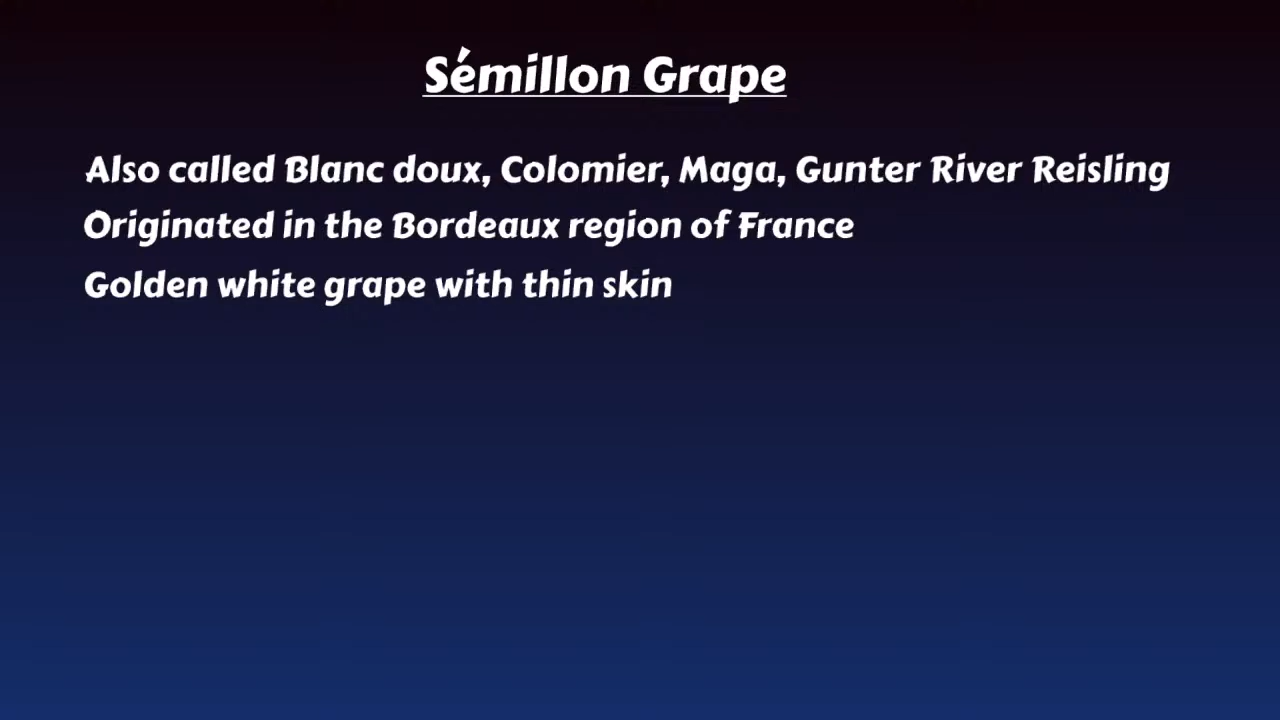 Sémillon Grape
Also called Blanc doux, Colomier, Maga, Gunter River Reisling
Originated in the Bordeaux region of France
Golden white grape with thin skin